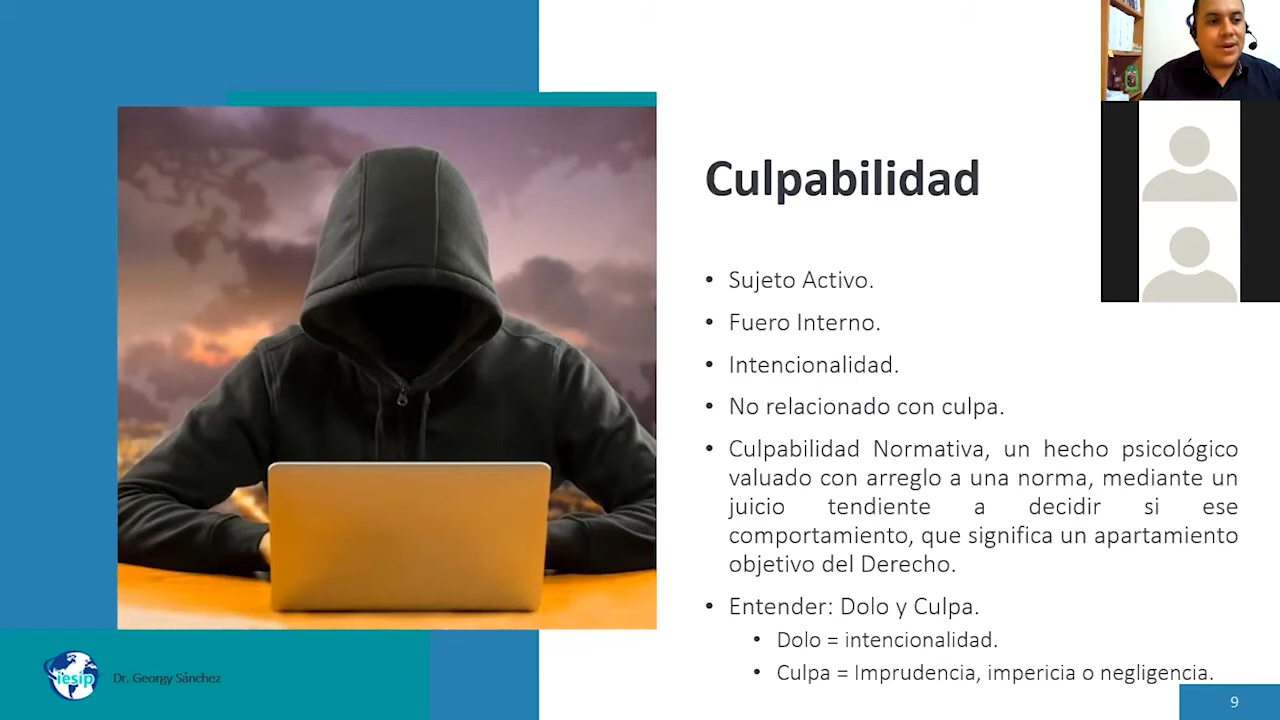 Culpabilidad
• Sujeto Activo.
• Fuero Interno.
• Intencionalidad.
• No relacionado con culpa.
• Culpabilidad Normativa, un hecho psicológico
valuado con arreglo a una norma, mediante un
juicio tendiente a decidir si ese
comportamiento, que significa un apartamiento
objetivo del Derecho.
• Entender: Dolo y Culpa.
• Dolo = intencionalidad.
• Culpa = Imprudencia, impericia o negligencia.
iesip
Dr. Georgy Sánchez
9